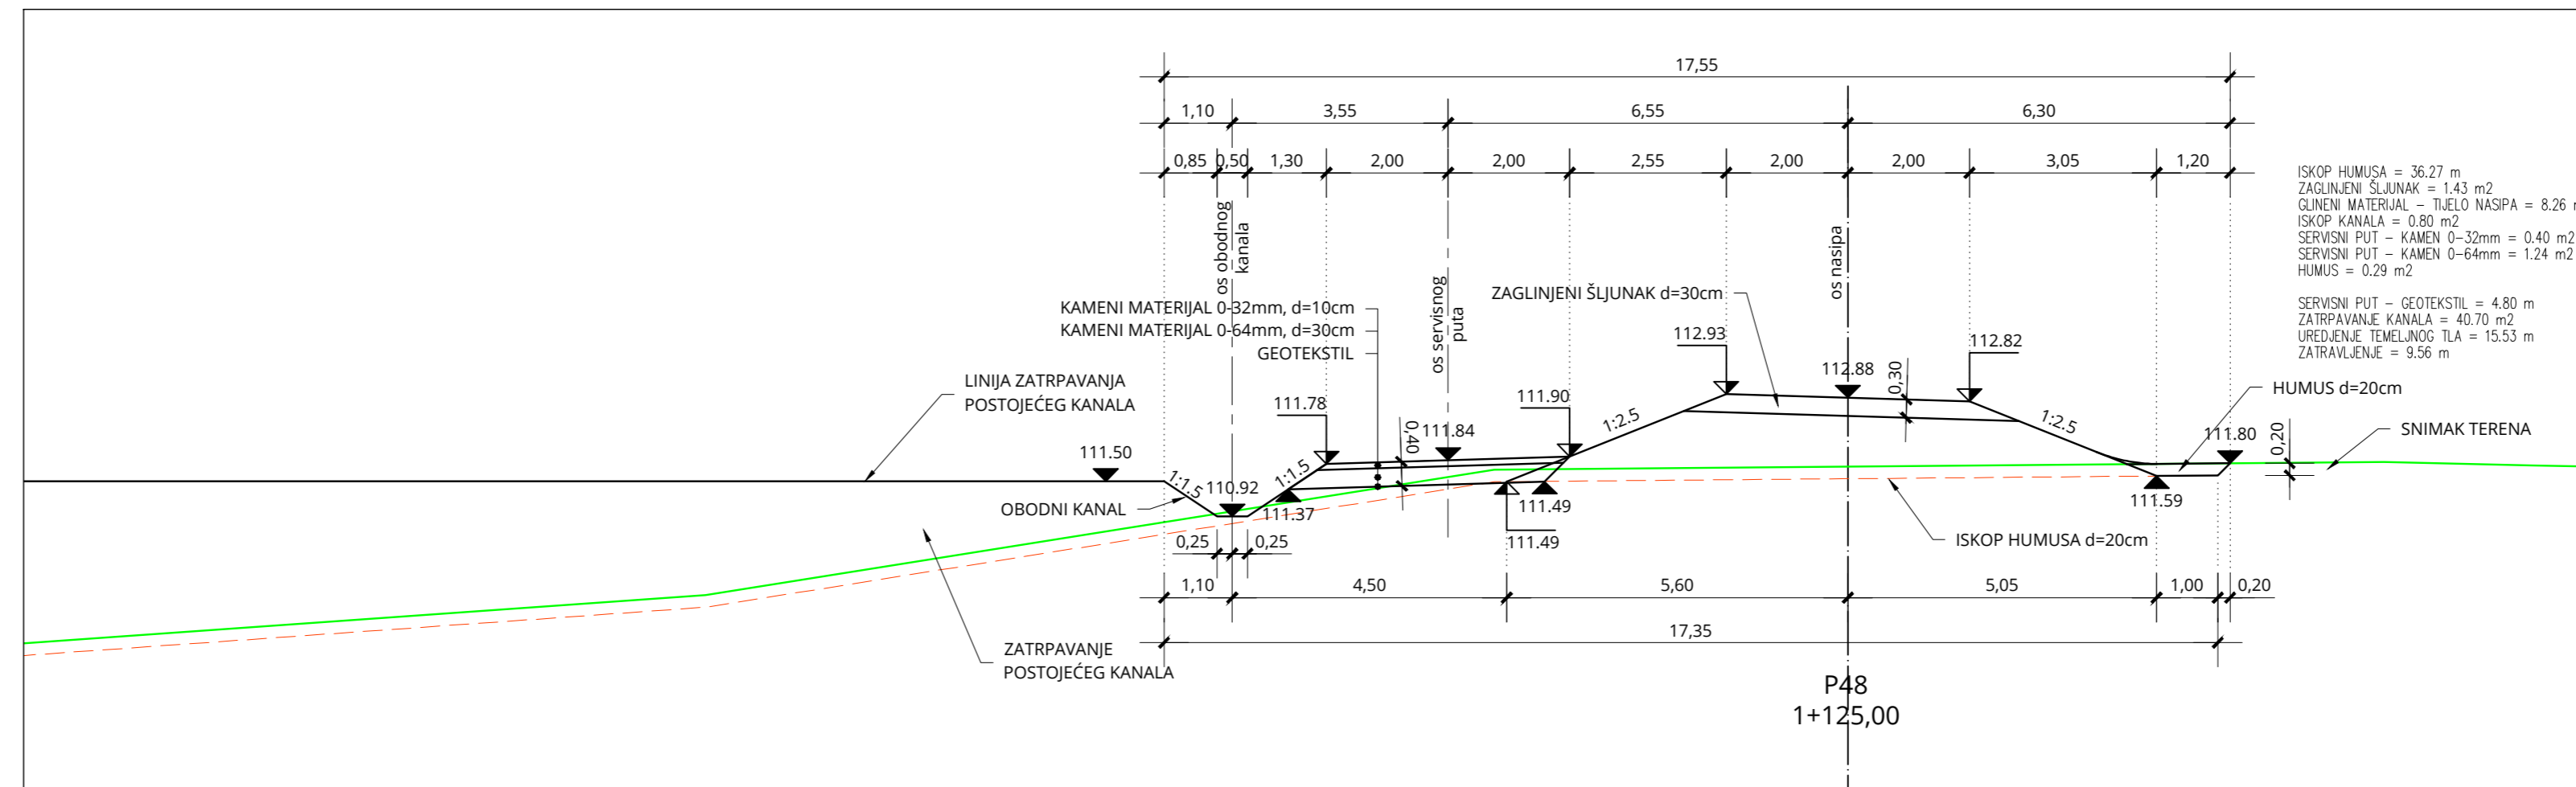 17,55
1,10 3,55 6,55 6,30
0,85 0,50 1,30 2,00 2,00 2,55 2,00 2,00 3,05 1,20
ISKOP HUMUSA = 36.27 m
ZAGLINJENI ŠLJUNAK = 1.43 m2
GLINENI MATERIJAL – TIJELO NASIPA = 8.26
ISKOP KANALA = 0.80 m2
SERVISNI PUT – KAMEN 0–32mm = 0.40 m2
SERVISNI PUT – KAMEN 0–64mm = 1.24 m2
HUMUS = 0.29 m2
SERVISNI PUT – GEOTEKSTIL = 4.80 m
ZATRPAVANJE KANALA = 40.70 m2
UREDJENJE TEMELJNOG TLA = 15.53 m
ZATRAVLJENJE = 9.56 m
os obodnog
kanala
os servisnog
puta
os nasipa
ZAGLINJENI ŠLJUNAK d=30cm
KAMENI MATERIJAL 0-32mm, d=10cm
KAMENI MATERIJAL 0-64mm, d=30cm
GEOTEKSTIL
112.93
112.88
0,30
112.82
LINIJA ZATRPAVANJA
POSTOJEĆEG KANALA
111.78
0,40
111.84
111.90
1:2.5
1:2.5
HUMUS d=20cm
111.80
0,20
SNIMAK TERENA
111.50
1:1.5
110.92
1:1.5
OBODNI KANAL
111.37
111.49
111.49
111.59
ISKOP HUMUSA d=20cm
0,25 0,25
1,10 4,50 5,60 5,05 1,00 0,20
17,35
ZATRPAVANJE
POSTOJEĆEG KANALA
P48
1+125,00